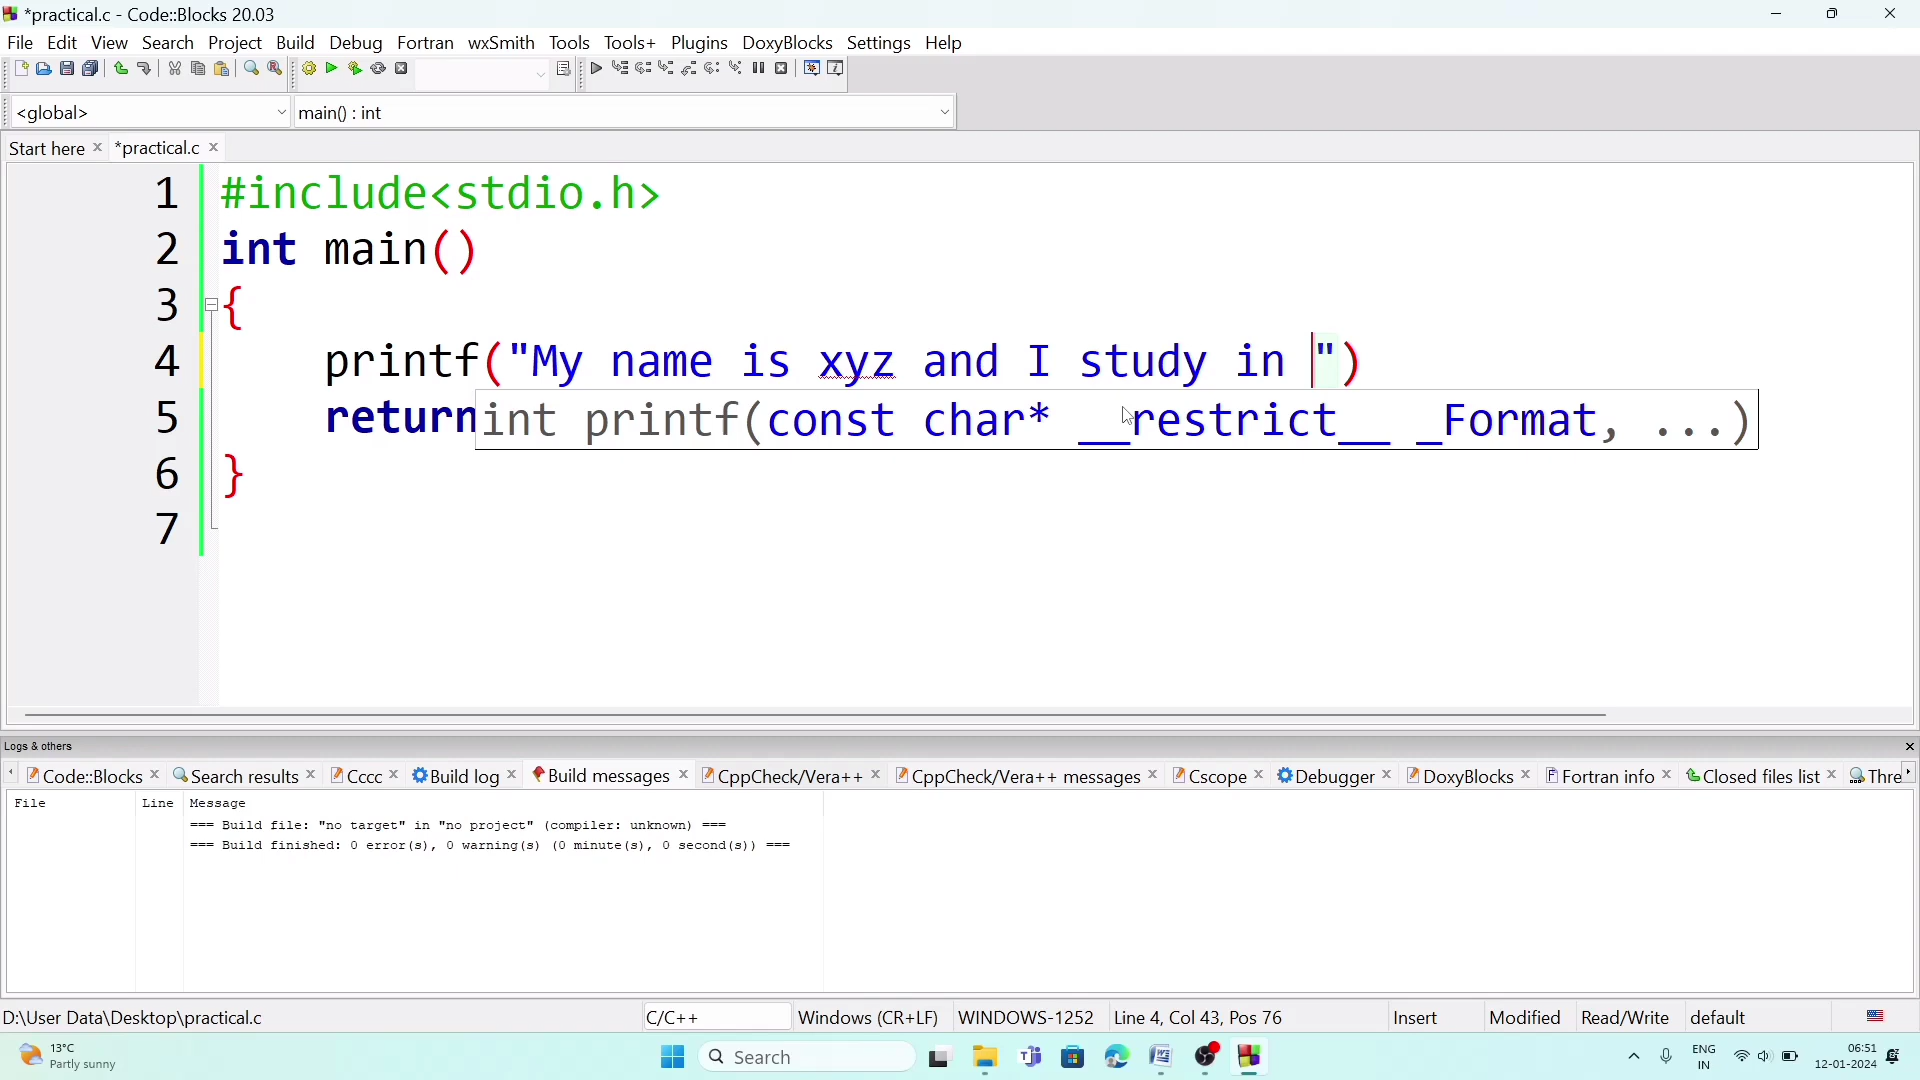 *practical.c - Code::Blocks 20.03
File Edit View Search Project Build Debug Fortran wxSmith Tools Tools+ Plugins DoxyBlocks Settings Help
<global> main() : int
Start here *practical.c
1 #include<stdio.h>
2 int main()
3 {
4 printf("My name is xyz and I study in ")
5 return int printf(const char* __restrict__ _Format, ...)
6 }
7
Logs & others
Code::Blocks Search results Cccc Build log Build messages CppCheck/Vera++ CppCheck/Vera++ messages Cscope Debugger DoxyBlocks Fortran info Closed files list Thre
File Line Message
=== Build file: "no target" in "no project" (compiler: unknown) ===
=== Build finished: 0 error(s), 0 warning(s) (0 minute(s), 0 second(s)) ===
D:\User Data\Desktop\practical.c C/C++ Windows (CR+LF) WINDOWS-1252 Line 4, Col 43, Pos 76 Insert Modified Read/Write default
13°C
Partly sunny
Search
ENG
IN
06:51
12-01-2024